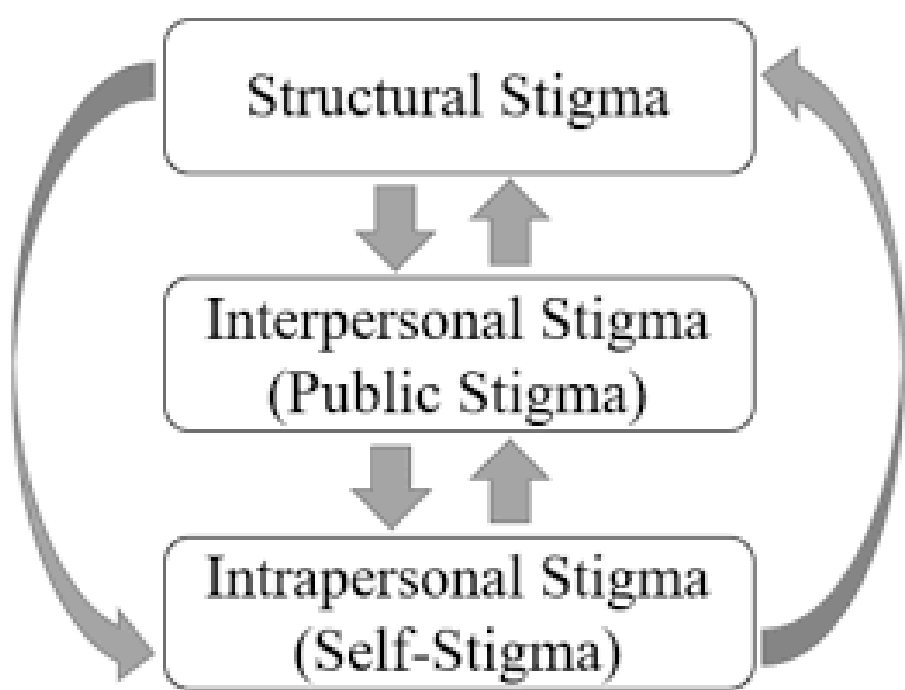 Structural Stigma
Interpersonal Stigma
(Public Stigma)
Intrapersonal Stigma
(Self-Stigma)